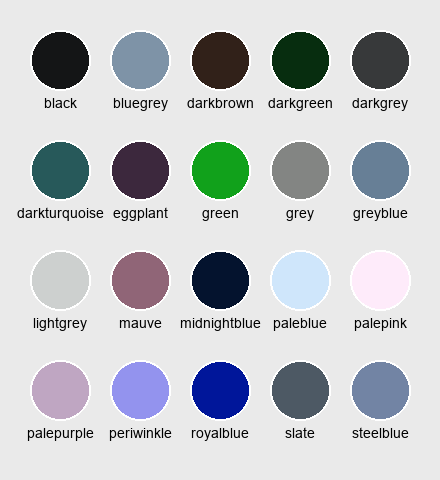 black bluegrey darkbrown darkgreen darkgrey
darkturquoise eggplant green grey greyblue
lightgrey mauve midnightblue paleblue palepink
palepurple periwinkle royalblue slate steelblue